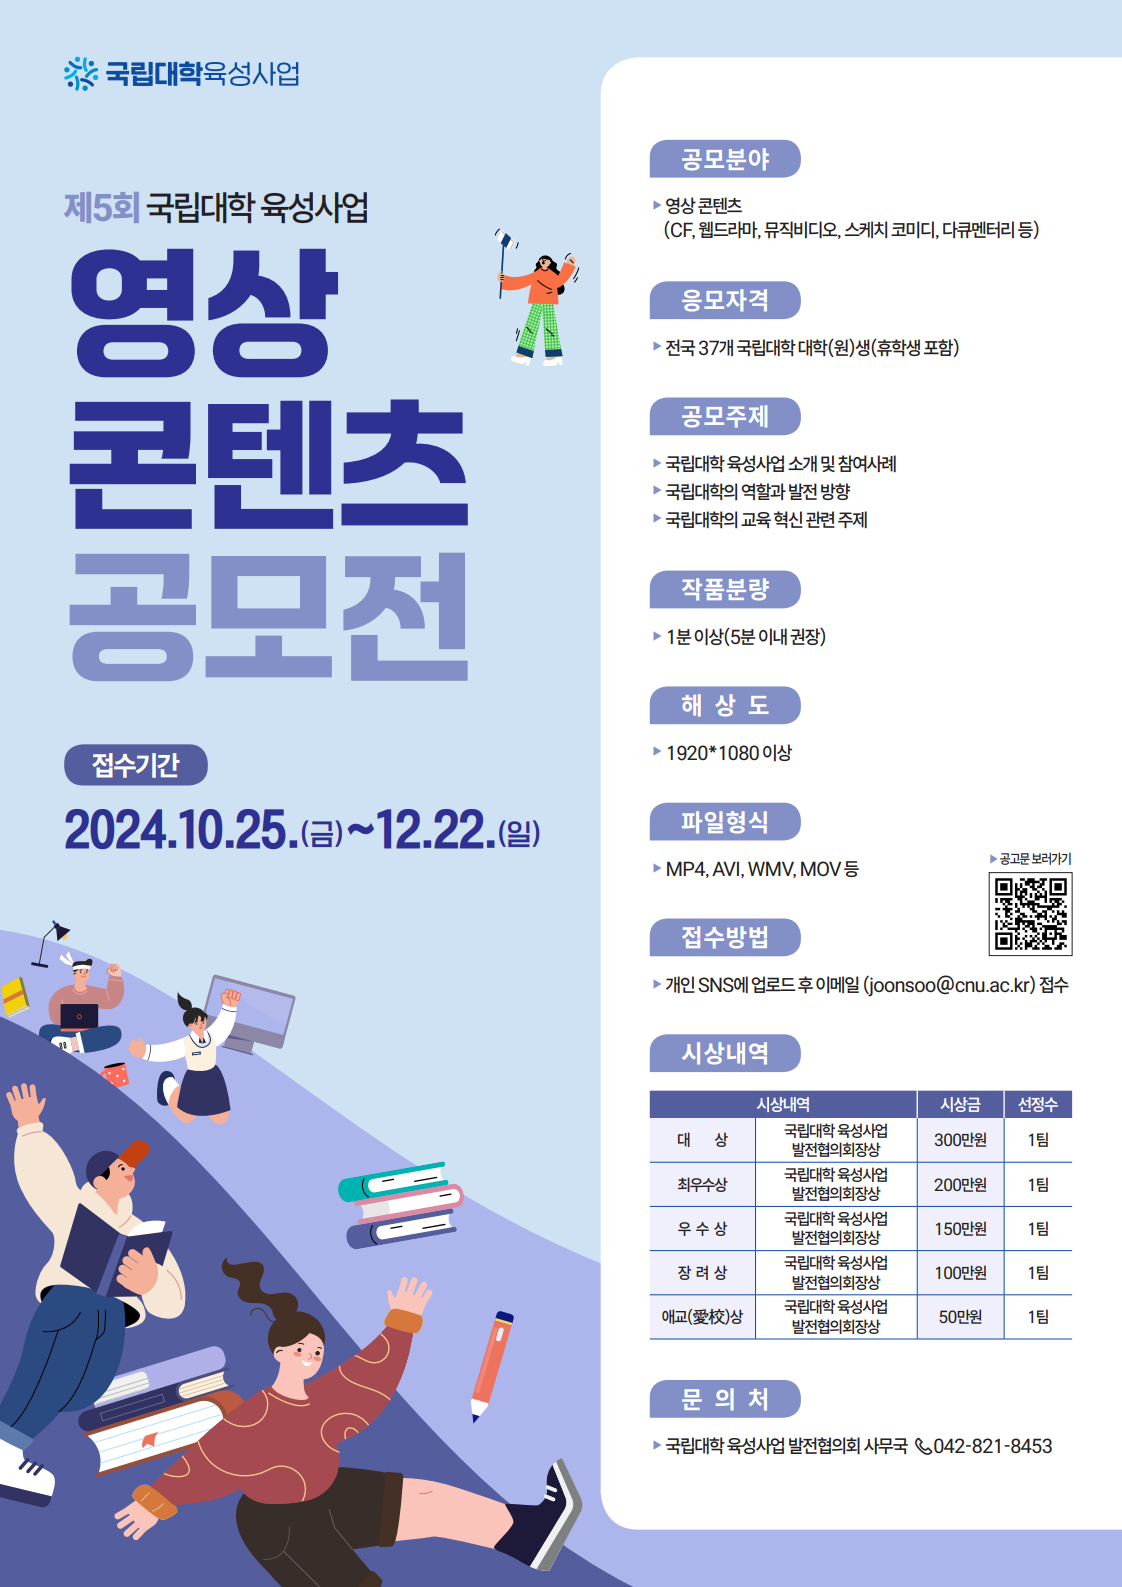 국립대학육성사업
제5회 국립대학 육성사업
영상
콘텐츠
공모전
접수기간
2024.10.25.(금)~12.22.(일)
공모분야
▶ 영상 콘텐츠
(CF, 웹드라마, 뮤직비디오, 스케치 코미디, 다큐멘터리 등)
응모자격
▶ 전국 37개 국립대학 대학(원)생(휴학생 포함)
공모주제
▶ 국립대학 육성사업 소개 및 참여사례
▶ 국립대학의 역할과 발전 방향
▶ 국립대학의 교육 혁신 관련 주제
작품분량
▶ 1분 이상(5분 이내 권장)
해 상 도
▶ 1920*1080 이상
파일형식
▶ MP4, AVI, WMV, MOV 등
▶ 공고문 보러가기
접수방법
▶ 개인 SNS에 업로드 후 이메일 (joonsoo@cnu.ac.kr) 접수
시상내역
시상내역 시상금 선정수
대 상 국립대학 육성사업 발전협의회장상 300만원 1팀
최우수상 국립대학 육성사업 발전협의회장상 200만원 1팀
우 수 상 국립대학 육성사업 발전협의회장상 150만원 1팀
장 려 상 국립대학 육성사업 발전협의회장상 100만원 1팀
애교(愛校)상 국립대학 육성사업 발전협의회장상 50만원 1팀
문 의 처
▶ 국립대학 육성사업 발전협의회 사무국 042-821-8453